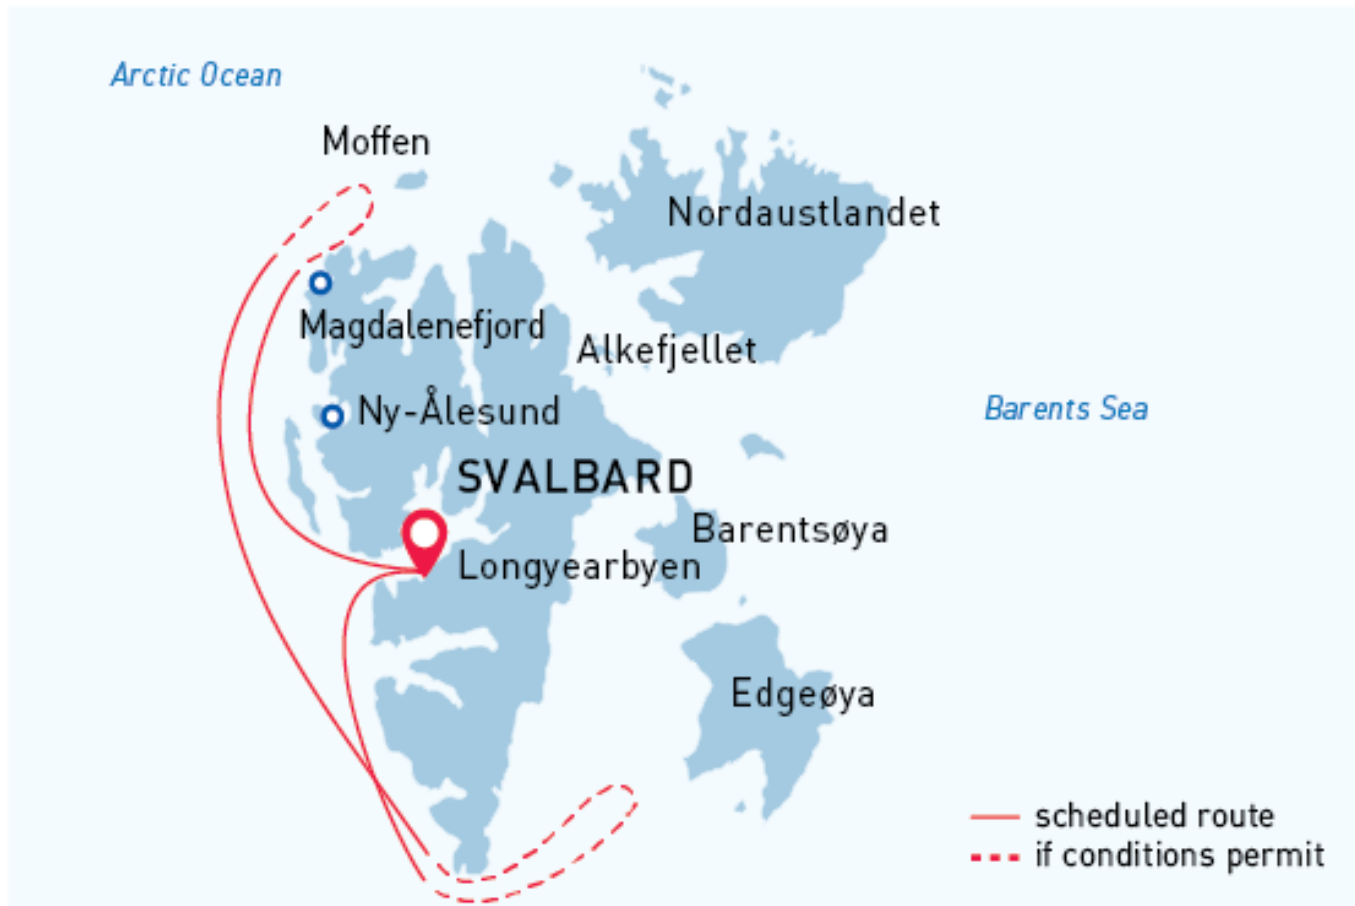 Arctic Ocean
Moffen
Nordaustlandet
Magdalenefjord
Alkefjellet
Ny-Ålesund
Barents Sea
SVALBARD
Barentsøya
Longyearbyen
Edgeøya
scheduled route
if conditions permit